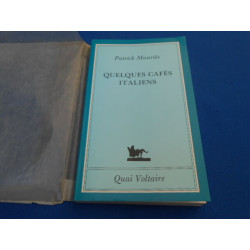 Patrick Mauriès
QUELQUES CAFÉS
ITALIENS
Quai Voltaire